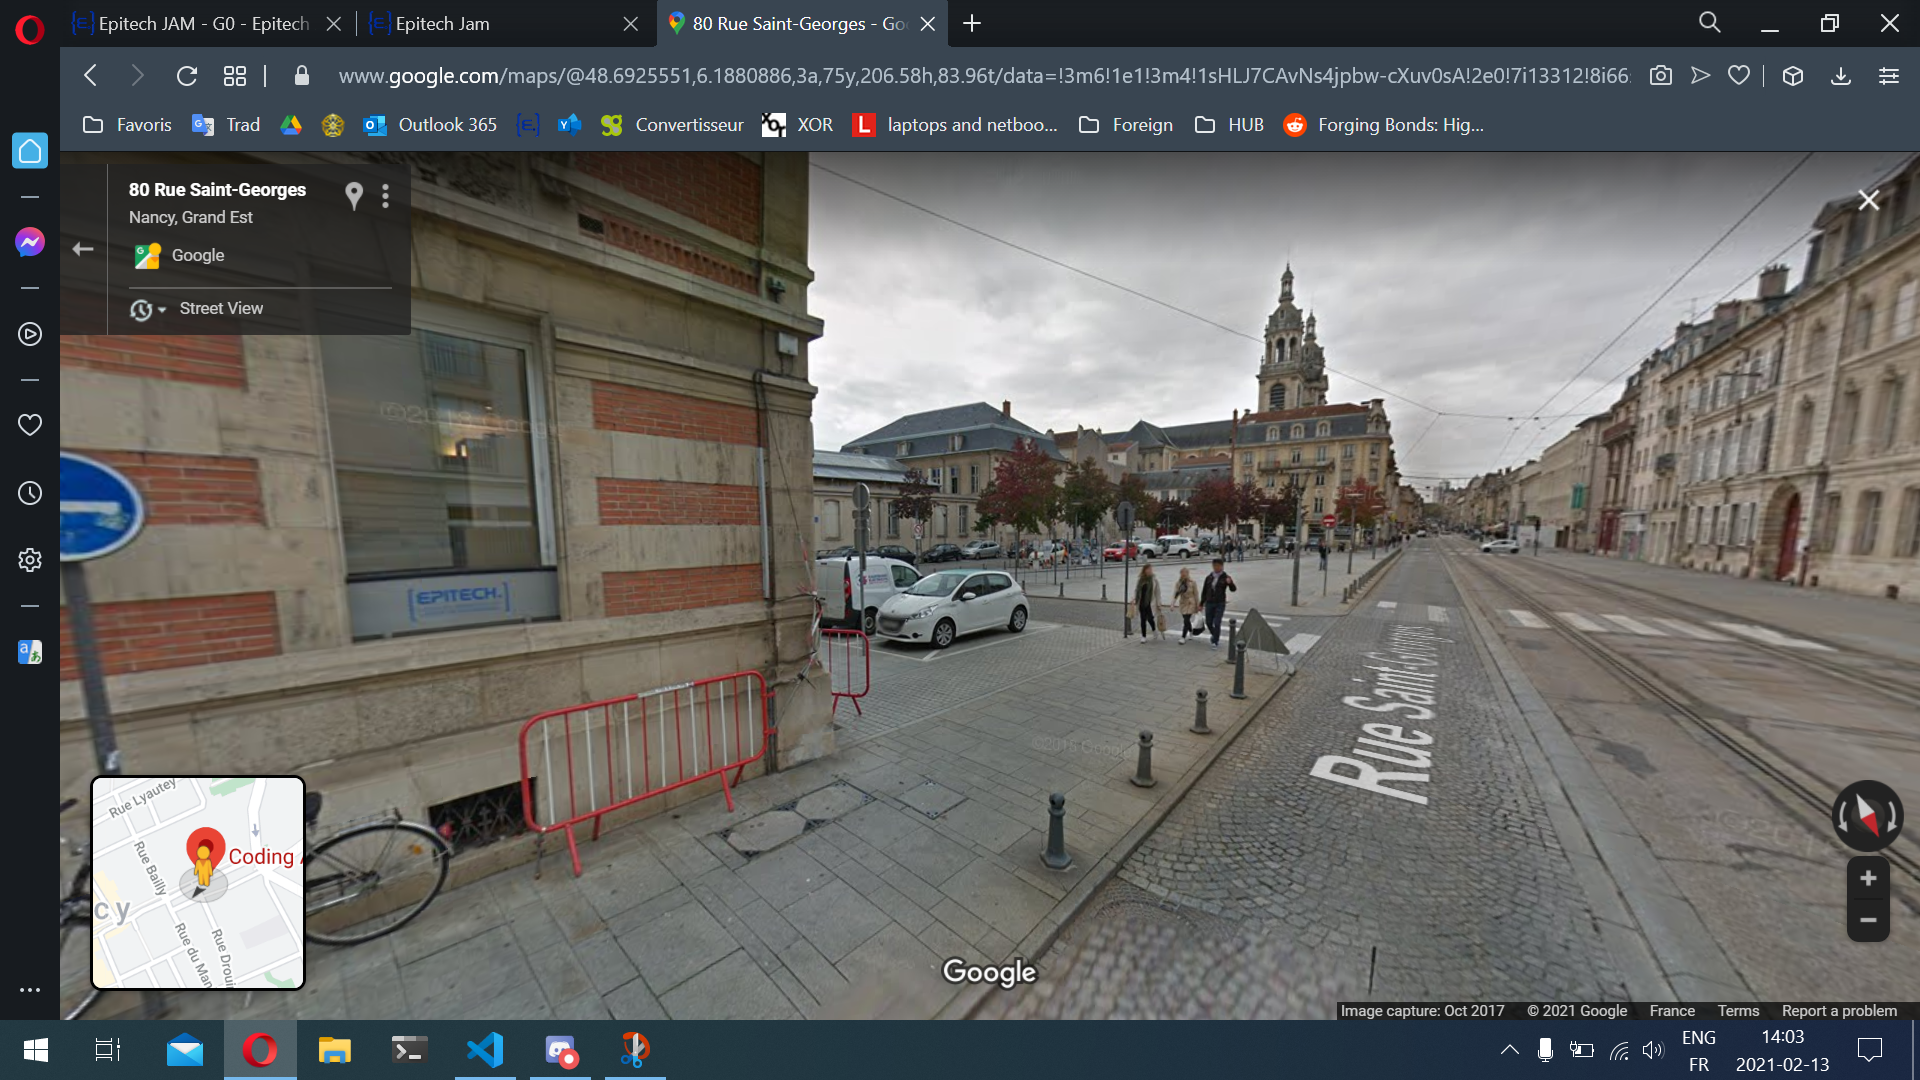 Epitech JAM - G0 - Epitech
Epitech Jam
80 Rue Saint-Georges - Goo
www.google.com/maps/@48.6925551,6.1880886,3a,75y,206.58h,83.96t/data=!3m6!1e1!3m4!1sHLJ7CAvNs4jpbw-cXuv0sA!2e0!7i13312!8i66
Favoris
Trad
Outlook 365
Convertisseur
XOR
laptops and netboo...
Foreign
HUB
Forging Bonds: Hig...
80 Rue Saint-Georges
Nancy, Grand Est
Google
Street View
EPITECH.
Rue Saint-Georges
Rue Lyautey
Rue Bailly
Coding
cy
Rue du Man
Rue Drouin
Google
Image capture: Oct 2017
© 2021 Google
France
Terms
Report a problem
ENG
FR
14:03
2021-02-13